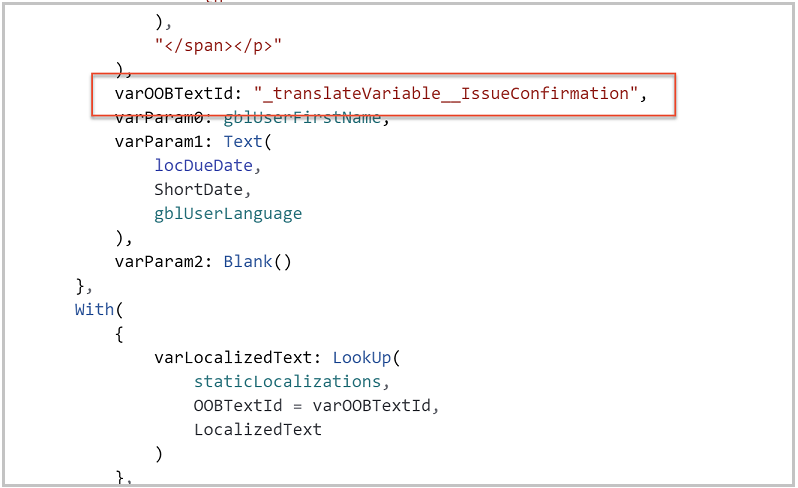 ),
"</span></p>"
),
varOOBTextId: "_translateVariable__IssueConfirmation",
varParam0: gblUserFirstName,
varParam1: Text(
locDueDate,
ShortDate,
gblUserLanguage
),
varParam2: Blank()
},
With(
{
varLocalizedText: LookUp(
staticLocalizations,
OOBTextId = varOOBTextId,
LocalizedText
)
},